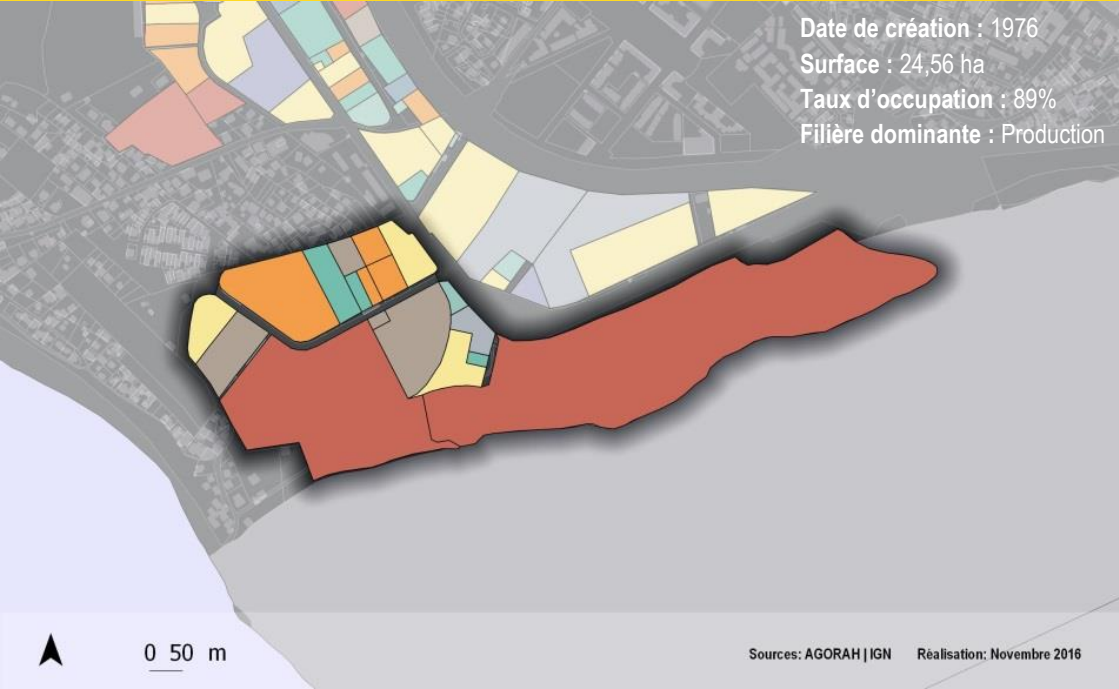 Date de création : 1976
Surface : 24,56 ha
Taux d'occupation : 89%
Filière dominante : Production
0 50 m
Sources: AGORAH | IGN Rèalisation: Novembre 2016